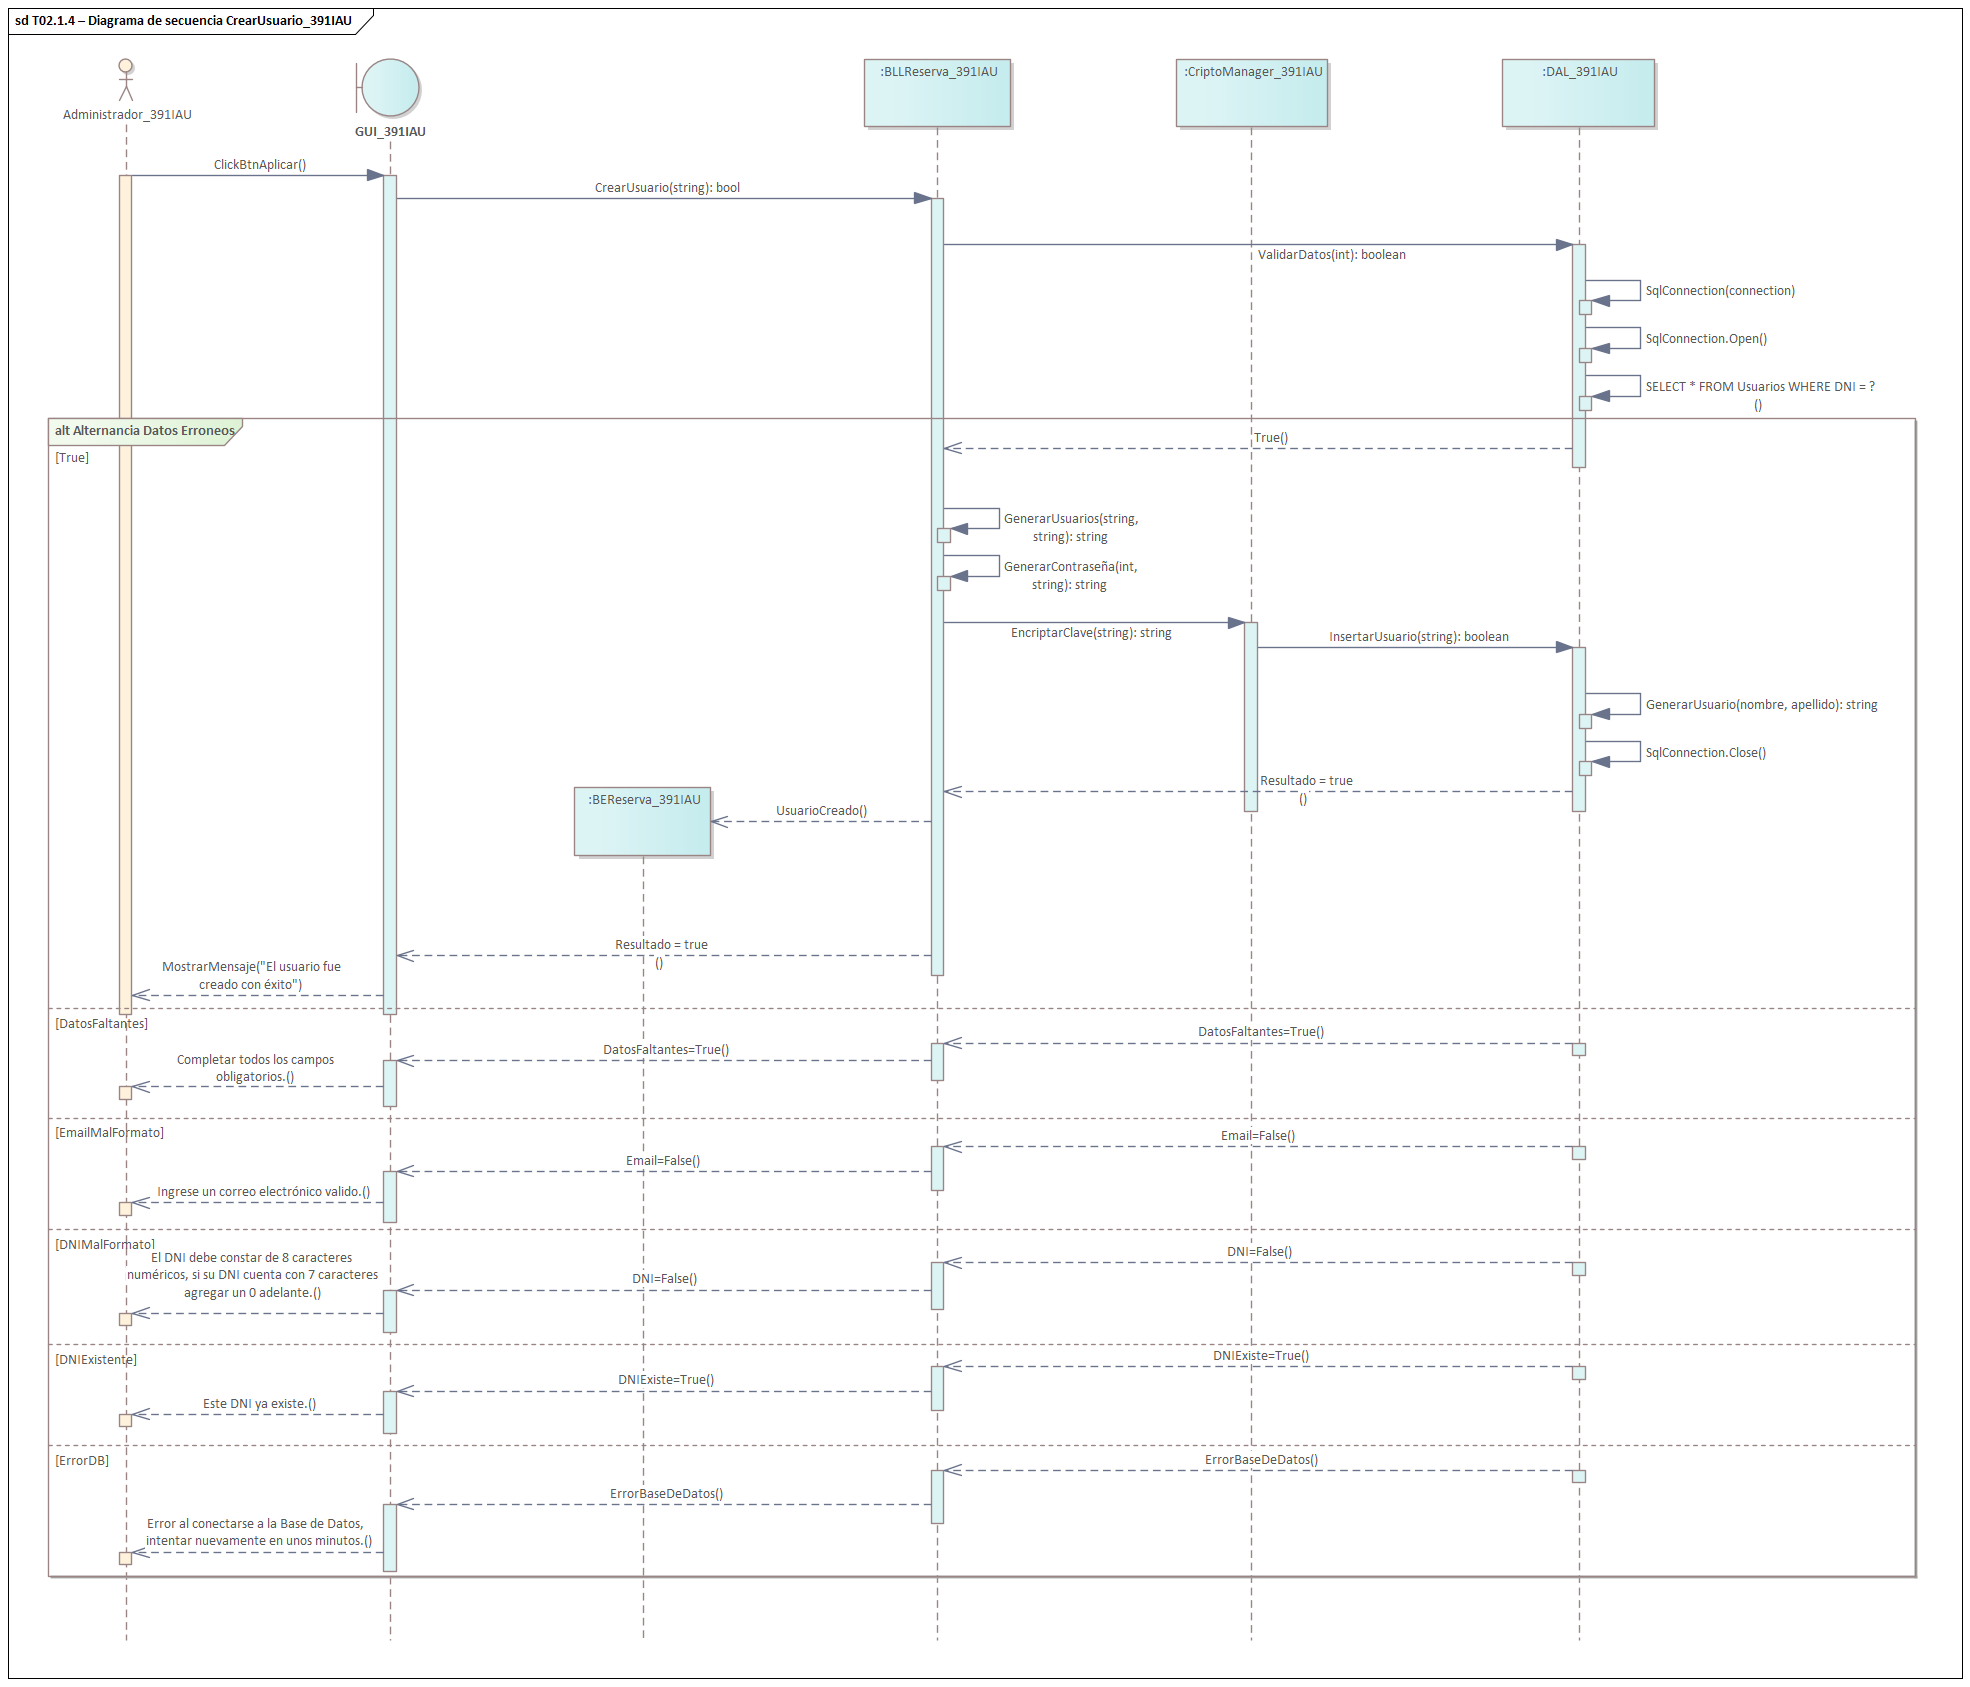 sd T02.1.4 – Diagrama de secuencia CrearUsuario_391IAU
Administrador_391IAU
GUI_391IAU
:BLLReserva_391IAU
:CriptoManager_391IAU
:DAL_391IAU
ClickBtnAplicar()
CrearUsuario(string): bool
ValidarDatos(int): boolean
SqlConnection(connection)
SqlConnection.Open()
SELECT * FROM Usuarios WHERE DNI = ?
()
alt Alternancia Datos Erroneos
[True]
True()
GenerarUsuarios(string,
string): string
GenerarContraseña(int,
string): string
EncriptarClave(string): string
InsertarUsuario(string): boolean
GenerarUsuario(nombre, apellido): string
SqlConnection.Close()
Resultado = true
()
:BEReserva_391IAU
UsuarioCreado()
Resultado = true
()
MostrarMensaje("El usuario fue
creado con éxito")
[DatosFaltantes]
DatosFaltantes=True()
DatosFaltantes=True()
Completar todos los campos
obligatorios.()
[EmailMalFormato]
Email=False()
Email=False()
Ingrese un correo electrónico valido.()
[DNIMalFormato]
DNI=False()
DNI=False()
El DNI debe constar de 8 caracteres
numéricos, si su DNI cuenta con 7 caracteres
agregar un 0 adelante.()
[DNIExistente]
DNIExiste=True()
DNIExiste=True()
Este DNI ya existe.()
[ErrorDB]
ErrorBaseDeDatos()
ErrorBaseDeDatos()
Error al conectarse a la Base de Datos,
intentar nuevamente en unos minutos.()